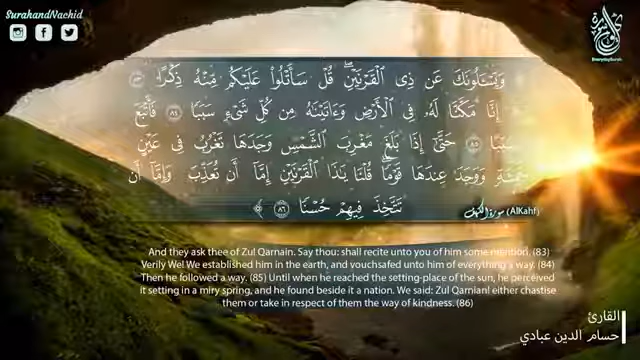 SurahandNachid
EverydaySurah
وَيَسْـَٔلُونَكَ عَن ذِى ٱلْقَرْنَيْنِ ۖ قُلْ سَأَتْلُوا۟ عَلَيْكُم مِّنْهُ ذِكْرًا ٨٣
إِنَّا مَكَّنَّا لَهُۥ فِى ٱلْأَرْضِ وَءَاتَيْنَٰهُ مِن كُلِّ شَىْءٍ سَبَبًا ٨٤ فَأَتْبَعَ
سَبَبًا ٨٥ حَتَّىٰٓ إِذَا بَلَغَ مَغْرِبَ ٱلشَّمْسِ وَجَدَهَا تَغْرُبُ فِى عَيْنٍ
حَمِئَةٍ وَوَجَدَ عِندَهَا قَوْمًا ۗ قُلْنَا يَٰذَا ٱلْقَرْنَيْنِ إِمَّآ أَن تُعَذِّبَ وَإِمَّآ أَن
تَتَّخِذَ فِيهِمْ حُسْنًا ٨٦
سورة الكهف (AlKahf)
And they ask thee of Zul Qarnain. Say thou: shall recite unto you of him some mention. (83)
Verily We! We established him in the earth, and vouchsafed unto him of everything a way. (84)
Then he followed a way. (85) Until when he reached the setting-place of the sun, he perceived
it setting in a miry spring, and he found beside it a nation. We said: Zul Qarnian! either chastise
them or take in respect of them the way of kindness. (86)
القارئ
حسام الدين عبادي